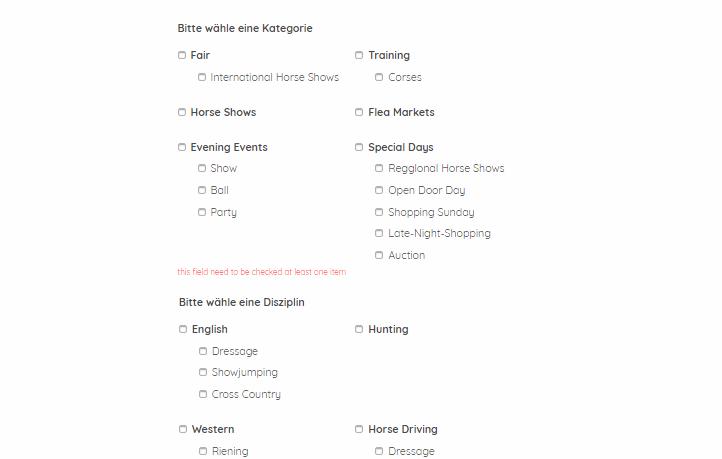 Bitte wähle eine Kategorie
Fair
International Horse Shows
Training
Corses
Horse Shows
Flea Markets
Evening Events
Show
Ball
Party
Special Days
Reggional Horse Shows
Open Door Day
Shopping Sunday
Late-Night-Shopping
Auction
this field need to be checked at least one item
Bitte wähle eine Disziplin
English
Dressage
Showjumping
Cross Country
Hunting
Western
Riening
Horse Driving
Dressage